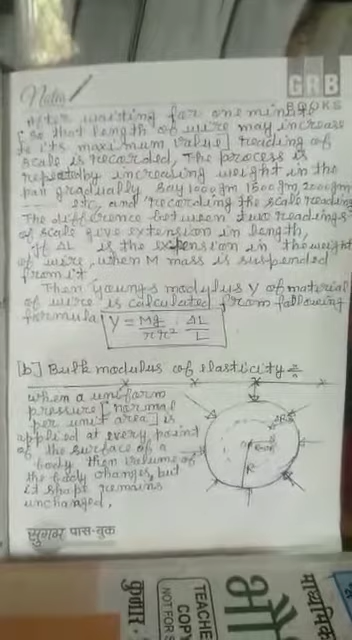 Notes
GRB
BOOKS
After waiting for one minute
[so that length of wire may increase
to its maximum value] reading of
scale is recorded, The process is
repeated by increasing weight in the
pan gradually say 1000gm 1500gm, 2000gm
etc, and recording the scale reading
The difference between two readings
of scale give extension in length,
If ΔL is the expension in the weight
of wire, when M mass is suspended
from it
Then young's modulus Y of material
of wire is calculated from following
formula Y = Mg/πr² · ΔL/L
[b] Bulk modulus of elasticity =
when a uniform
pressure [normal
per unit area] is
applied at every point
of the surface of a
body then volume of
the body changes, but
it shape remains
unchanged.
R
सुगम पास-बुक
कुमार
TEACHE
COPY
NOT FOR S
भौ
माध्यमिक